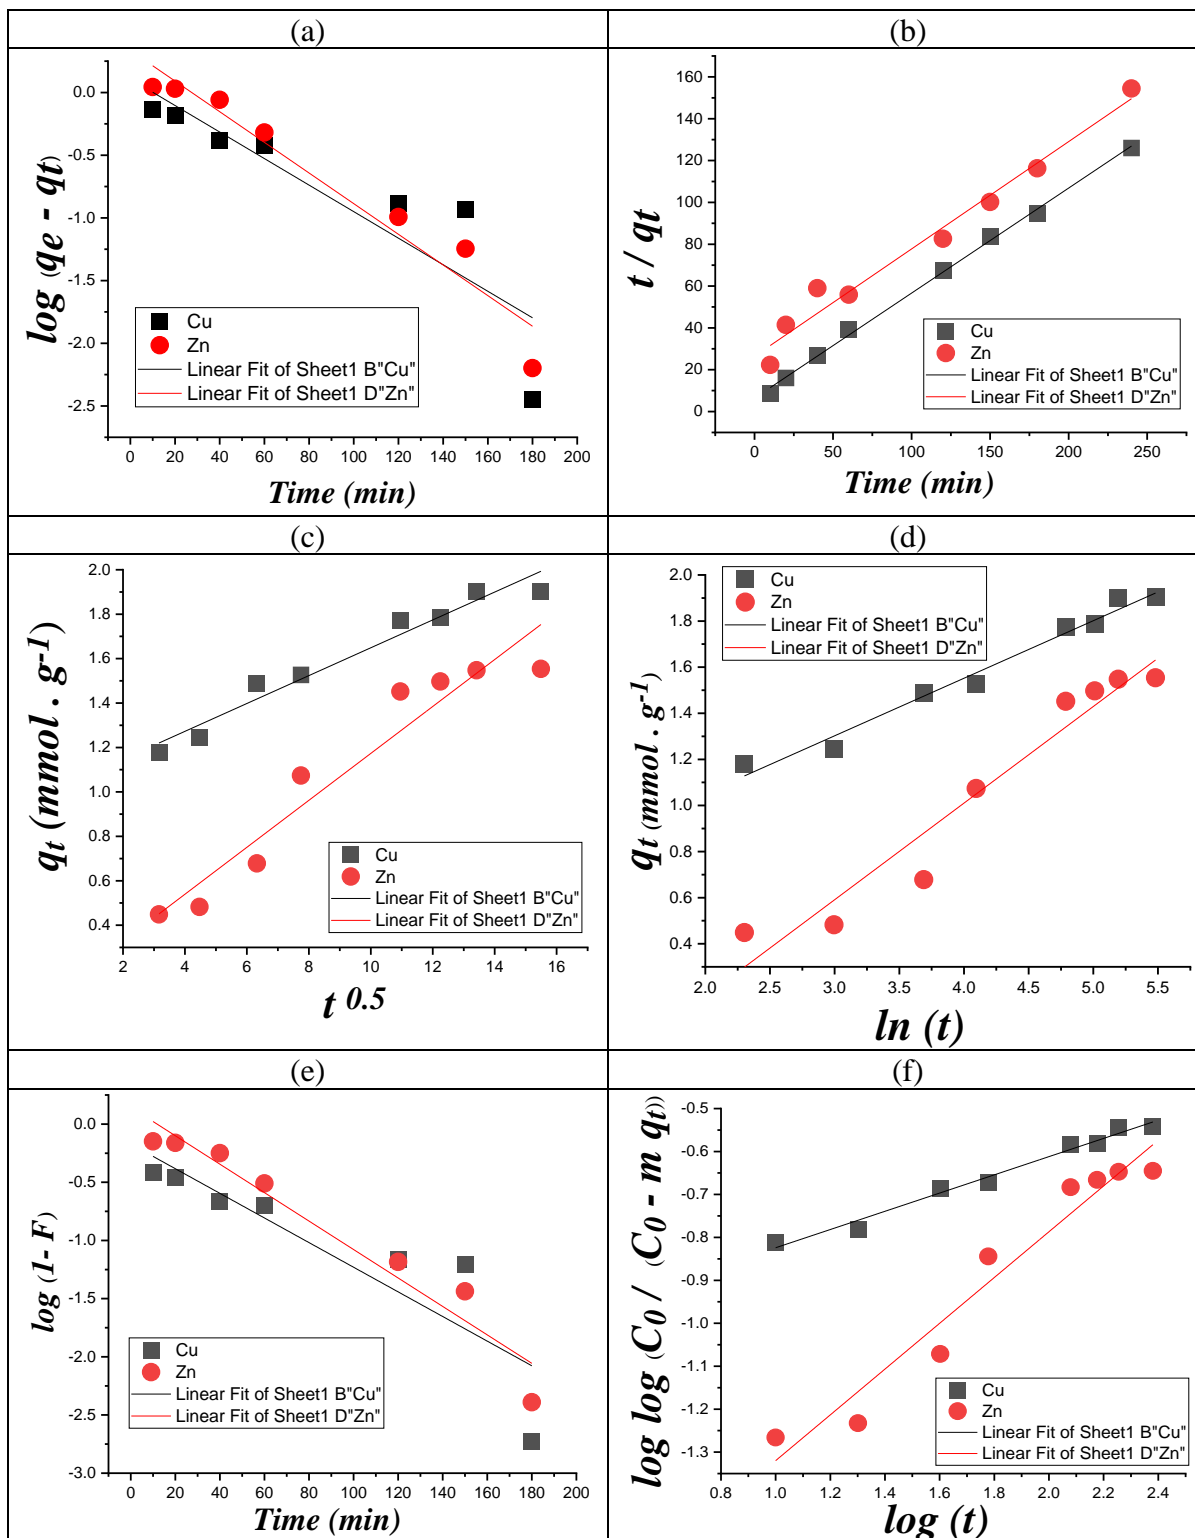 (a)
(b)
log (qe - qt)
0.0
-0.5
-1.0
-1.5
-2.0
-2.5
Cu
Zn
Linear Fit of Sheet1 B"Cu"
Linear Fit of Sheet1 D"Zn"
0 20 40 60 80 100 120 140 160 180 200
Time (min)
t / qt
160
140
120
100
80
60
40
20
0
Cu
Zn
Linear Fit of Sheet1 B"Cu"
Linear Fit of Sheet1 D"Zn"
0 50 100 150 200 250
Time (min)
(c)
(d)
qt (mmol . g-1)
2.0
1.8
1.6
1.4
1.2
1.0
0.8
0.6
0.4
Cu
Zn
Linear Fit of Sheet1 B"Cu"
Linear Fit of Sheet1 D"Zn"
2 4 6 8 10 12 14 16
t 0.5
qt (mmol . g-1)
Cu
Zn
Linear Fit of Sheet1 B"Cu"
Linear Fit of Sheet1 D"Zn"
2.0
1.8
1.6
1.4
1.2
1.0
0.8
0.6
0.4
2.0 2.5 3.0 3.5 4.0 4.5 5.0 5.5
ln (t)
(e)
(f)
log (1- F)
0.0
-0.5
-1.0
-1.5
-2.0
-2.5
-3.0
Cu
Zn
Linear Fit of Sheet1 B"Cu"
Linear Fit of Sheet1 D"Zn"
0 20 40 60 80 100 120 140 160 180 200
Time (min)
log log (C0 / (C0 - m qt))
-0.5
-0.6
-0.7
-0.8
-0.9
-1.0
-1.1
-1.2
-1.3
Cu
Zn
Linear Fit of Sheet1 B"Cu"
Linear Fit of Sheet1 D"Zn"
0.8 1.0 1.2 1.4 1.6 1.8 2.0 2.2 2.4
log (t)